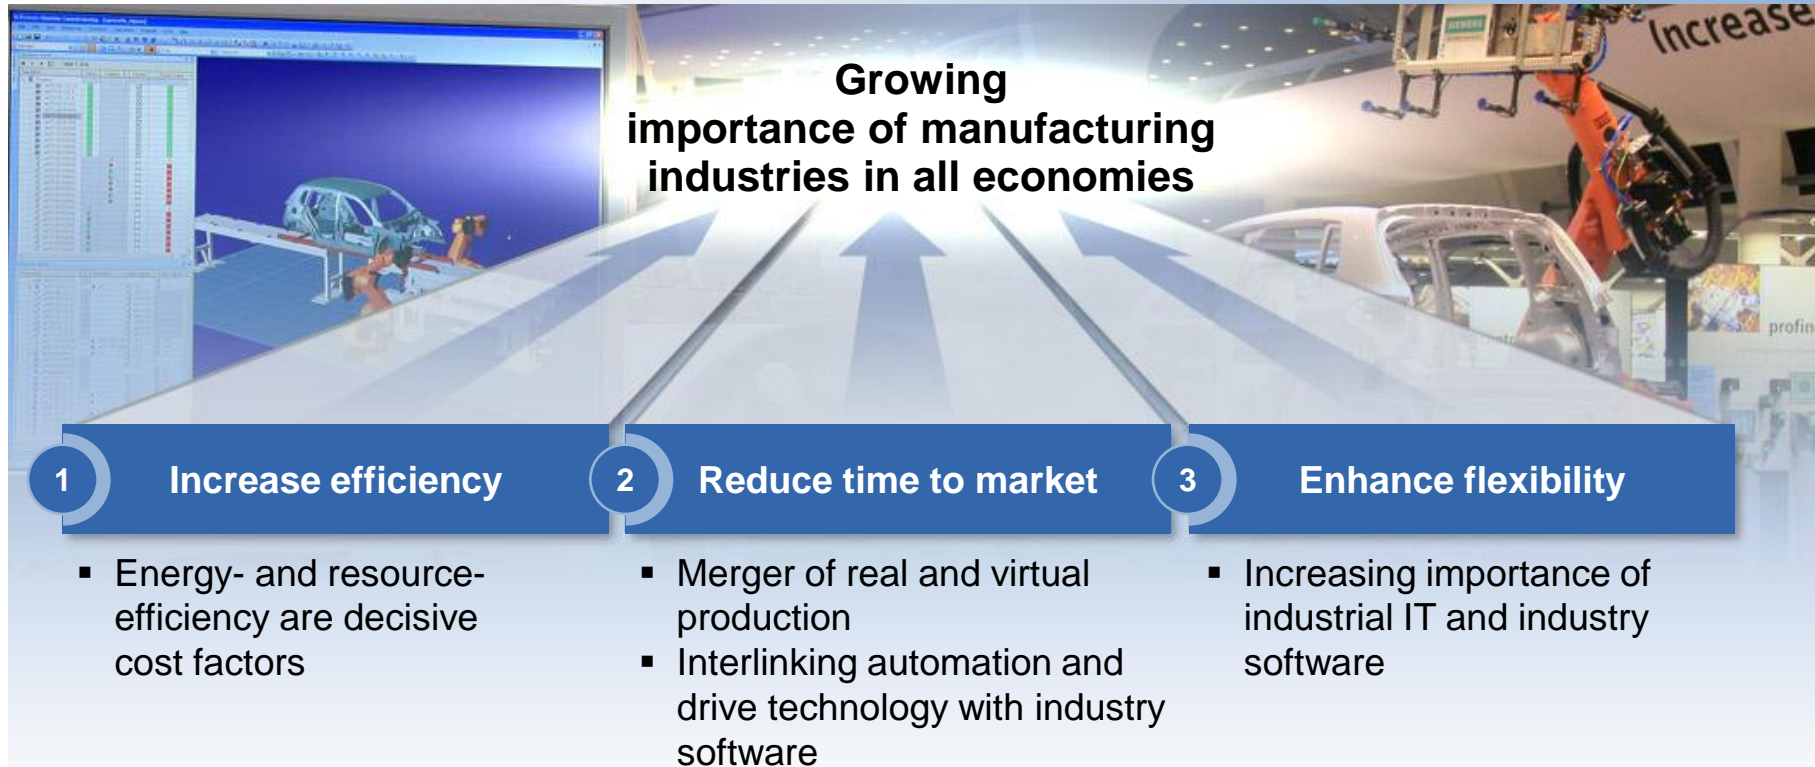 Increase
SIEMENS
Growing
importance of manufacturing
industries in all economies
profin
1
Increase efficiency
2
Reduce time to market
3
Enhance flexibility
▪ Energy- and resource-
efficiency are decisive
cost factors
▪ Merger of real and virtual
production
▪ Interlinking automation and
drive technology with industry
software
▪ Increasing importance of
industrial IT and industry
software